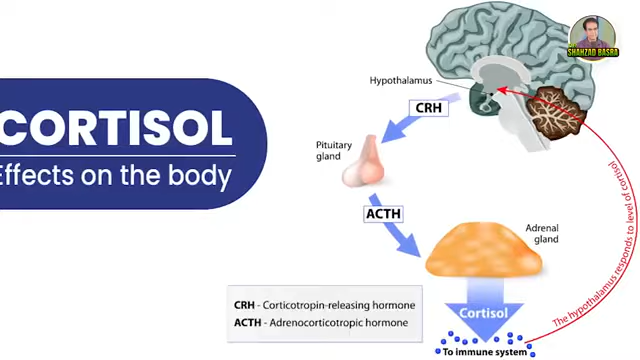 SHAHZAD BASRA
CORTISOL
Effects on the body
Hypothalamus
CRH
Pituitary
gland
ACTH
Adrenal
gland
Cortisol
To immune system
The hypothalamus responds to level of cortisol
CRH - Corticotropin-releasing hormone
ACTH - Adrenocorticotropic hormone